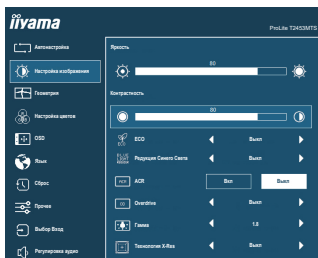 iiyama
ProLite T2453MTS
Автонастройка
Настройка изображения
Геометрия
Настройка цветов
OSD
Язык
Сброс
Прочее
Выбор Вход
Регулировка аудио
Яркость
80
Контрастность
80
ECO
Выкл
Редукция Синего Света
Выкл
ACR
Вкл
Выкл
Overdrive
Выкл
Гамма
1.8
Технология X-Res
Выкл